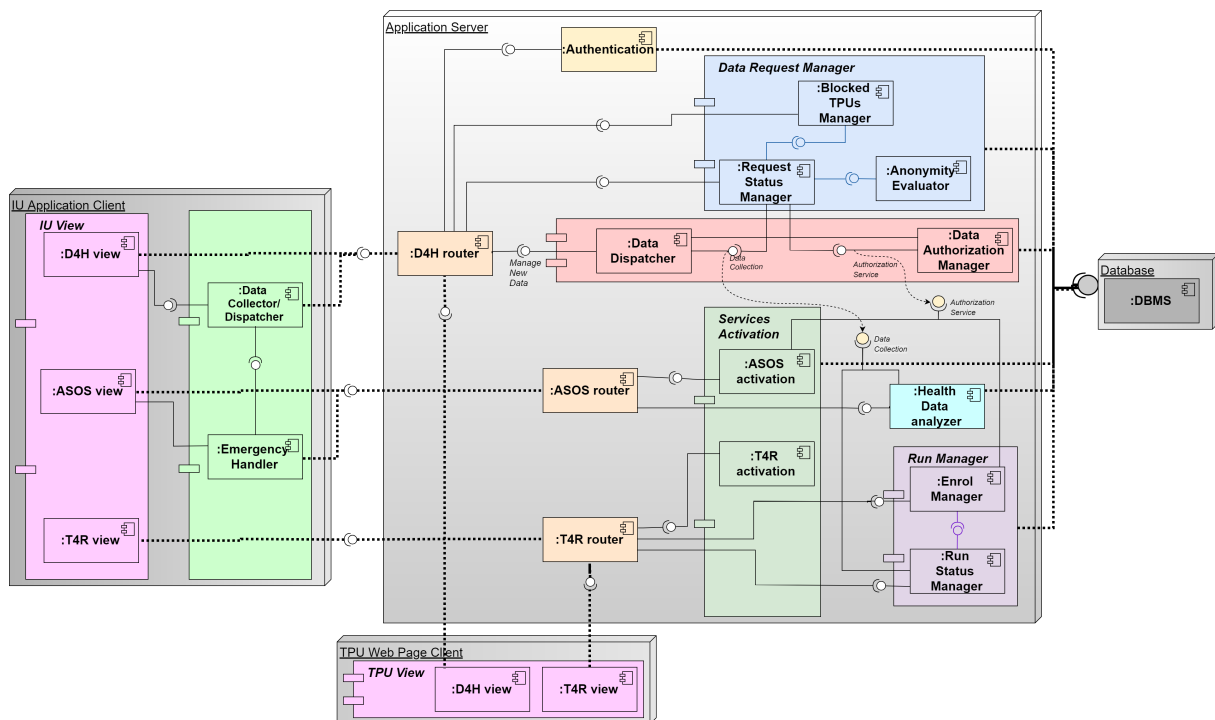 Application Server
:Authentication
Data Request Manager
:Blocked
TPUs
Manager
:Request
Status
Manager
:Anonymity
Evaluator
IU Application Client
IU View
:D4H view
:Data
Collector/
Dispatcher
:ASOS view
:Emergency
Handler
:T4R view
:D4H router
Manage
New
Data
:Data
Dispatcher
Data
Collection
Authorization
Service
:Data
Authorization
Manager
Database
:DBMS
Authorization
Service
Data
Collection
Services
Activation
:ASOS
activation
:ASOS router
:Health
Data
analyzer
:T4R
activation
:T4R router
Run Manager
:Enrol
Manager
:Run
Status
Manager
TPU Web Page Client
TPU View
:D4H view
:T4R view